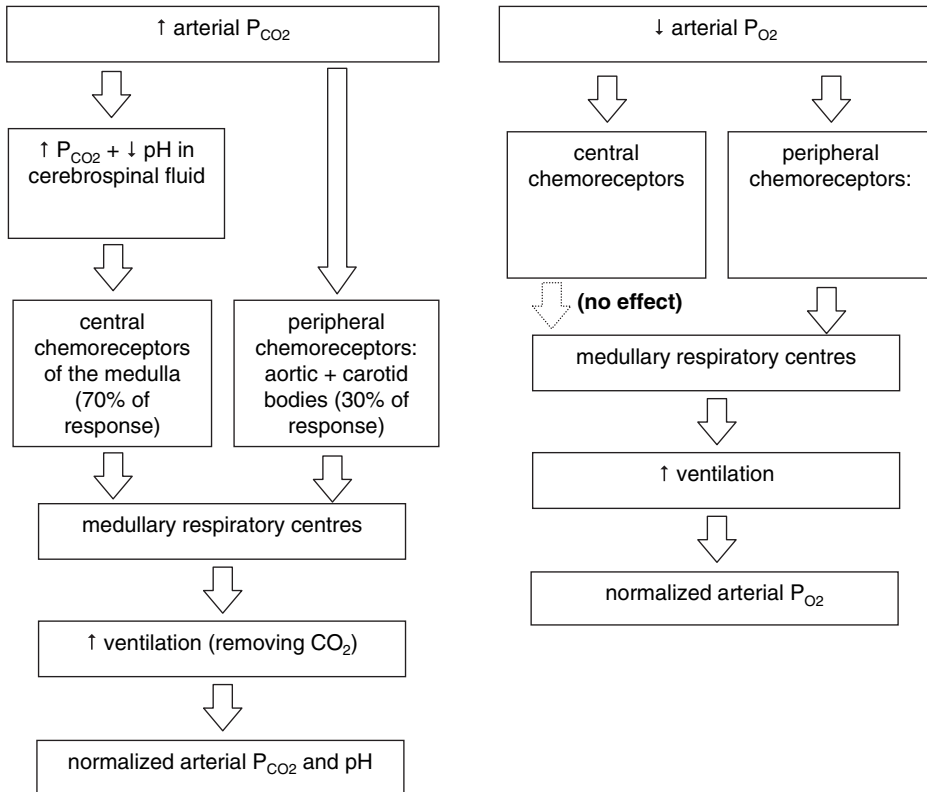 ↑ arterial PCO2
↑ PCO2 + ↓ pH in
cerebrospinal fluid
central
chemoreceptors
of the medulla
(70% of
response)
peripheral
chemoreceptors:
aortic + carotid
bodies (30% of
response)
medullary respiratory centres
↑ ventilation (removing CO2)
normalized arterial PCO2 and pH
↓ arterial PO2
central
chemoreceptors
peripheral
chemoreceptors:
(no effect)
medullary respiratory centres
↑ ventilation
normalized arterial PO2